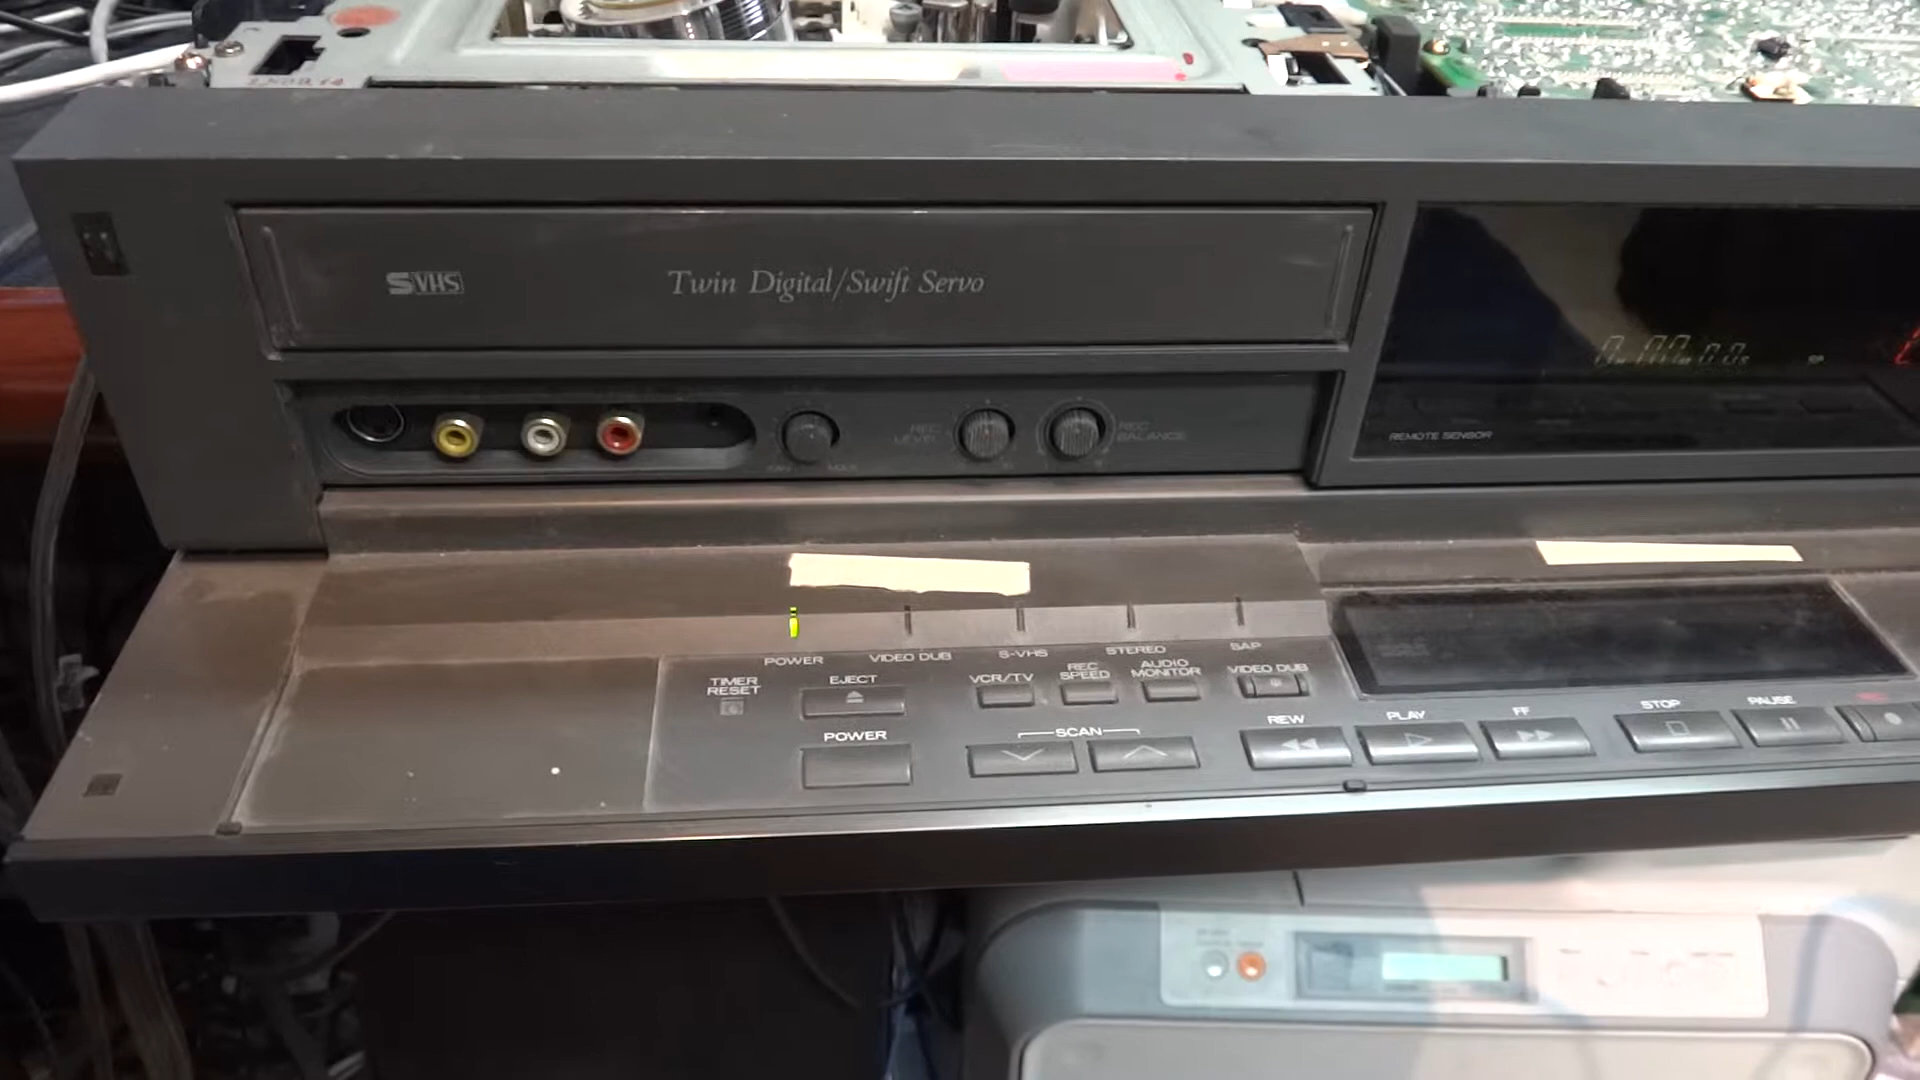 S VHS
Twin Digital/Swift Servo
REC LEVEL
REC BALANCE
REMOTE SENSOR
POWER
VIDEO DUB
S-VHS
STEREO
SAP
TIMER RESET
EJECT
VCR/TV
REC SPEED
AUDIO MONITOR
VIDEO DUB
POWER
SCAN
REW
PLAY
FF
STOP
PAUSE